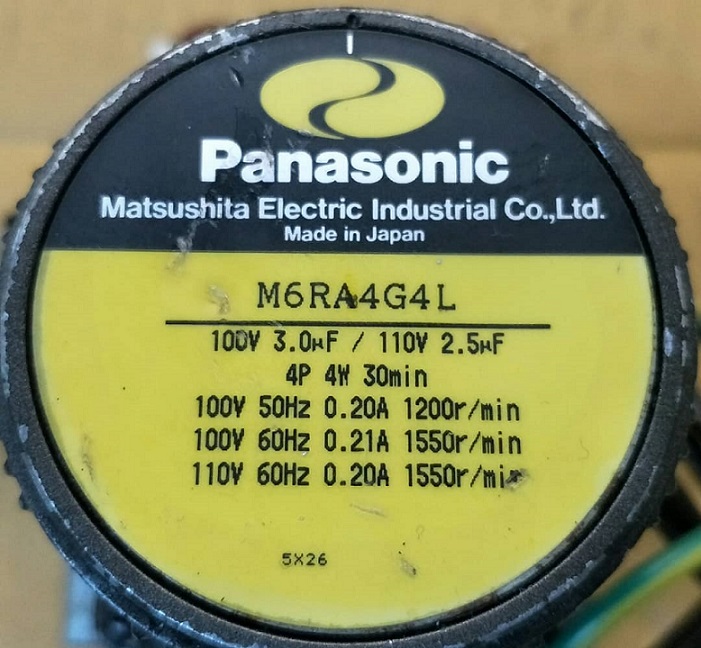 Panasonic
Matsushita Electric Industrial Co.,Ltd.
Made in Japan
M6RA4G4L
100V 3.0μF / 110V 2.5μF
4P 4W 30min
100V 50Hz 0.20A 1200r/min
100V 60Hz 0.21A 1550r/min
110V 60Hz 0.20A 1550r/min
5X26